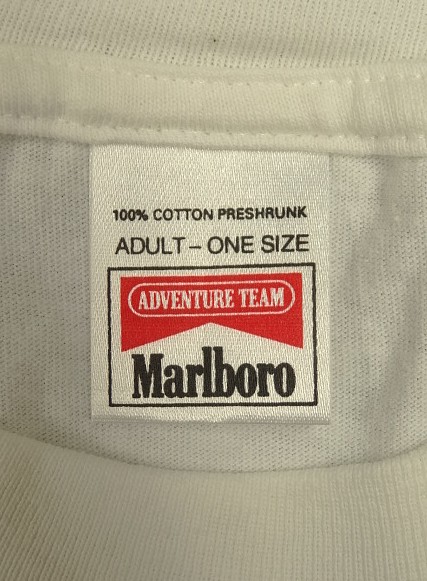 100% COTTON PRESHRUNK
ADULT – ONE SIZE
ADVENTURE TEAM
Marlboro